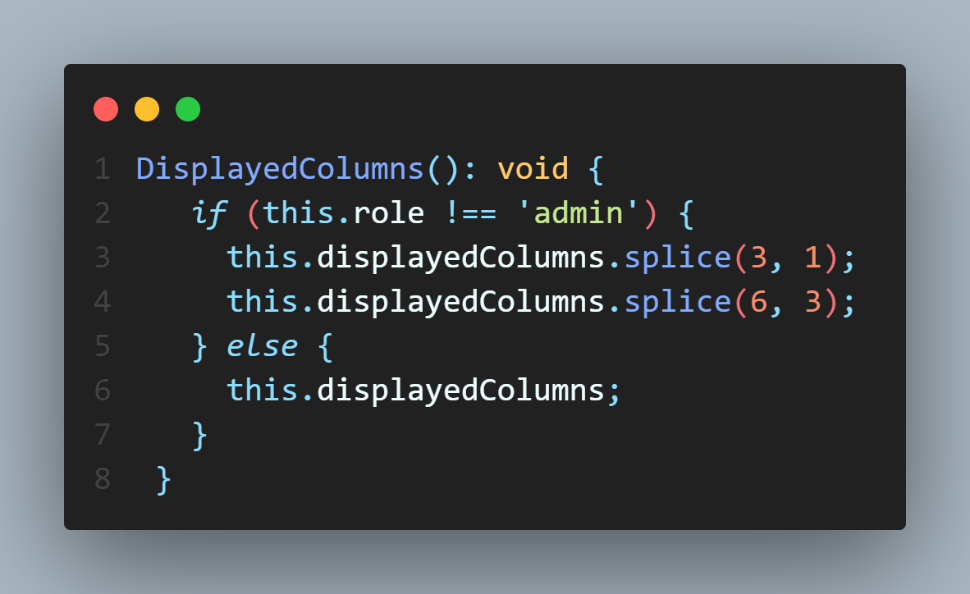 1 DisplayedColumns(): void {
2 if (this.role !== 'admin') {
3 this.displayedColumns.splice(3, 1);
4 this.displayedColumns.splice(6, 3);
5 } else {
6 this.displayedColumns;
7 }
8 }